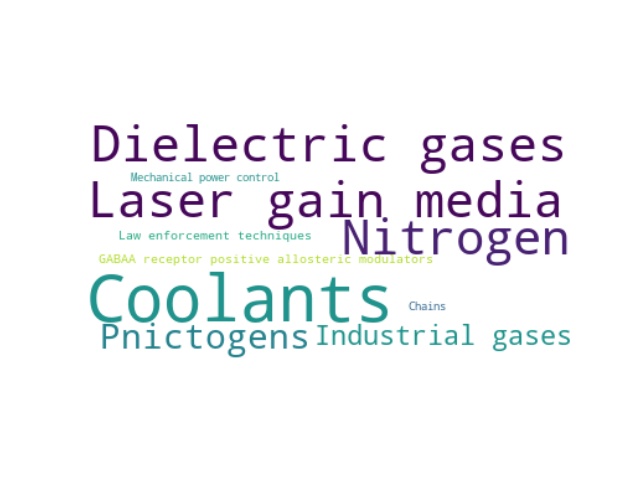 Dielectric gases
Mechanical power control
Laser gain media
Law enforcement techniques
Nitrogen
GABAA receptor positive allosteric modulators
Coolants
Chains
Pnictogens
Industrial gases